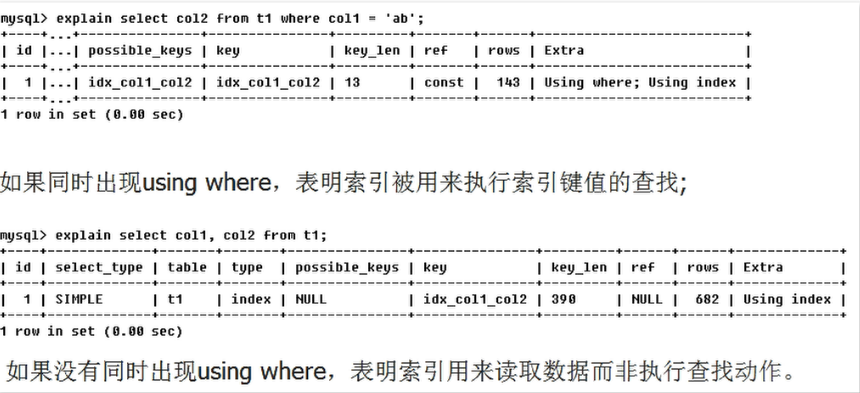 mysql> explain select col2 from t1 where col1 = 'ab';
+----+...+---------------+---------------+---------+-------+------+--------------------------+
| id |...| possible_keys | key           | key_len | ref   | rows | Extra                    |
+----+...+---------------+---------------+---------+-------+------+--------------------------+
|  1 |...| idx_col1_col2 | idx_col1_col2 | 13      | const |  143 | Using where; Using index |
+----+...+---------------+---------------+---------+-------+------+--------------------------+
1 row in set (0.00 sec)
如果同时出现using where，表明索引被用来执行索引键值的查找;
mysql> explain select col1, col2 from t1;
+----+-------------+-------+-------+---------------+---------------+---------+------+------+-------------+
| id | select_type | table | type  | possible_keys | key           | key_len | ref  | rows | Extra       |
+----+-------------+-------+-------+---------------+---------------+---------+------+------+-------------+
|  1 | SIMPLE      | t1    | index | NULL          | idx_col1_col2 | 390     | NULL |  682 | Using index |
+----+-------------+-------+-------+---------------+---------------+---------+------+------+-------------+
1 row in set (0.00 sec)
如果没有同时出现using where，表明索引用来读取数据而非执行查找动作。